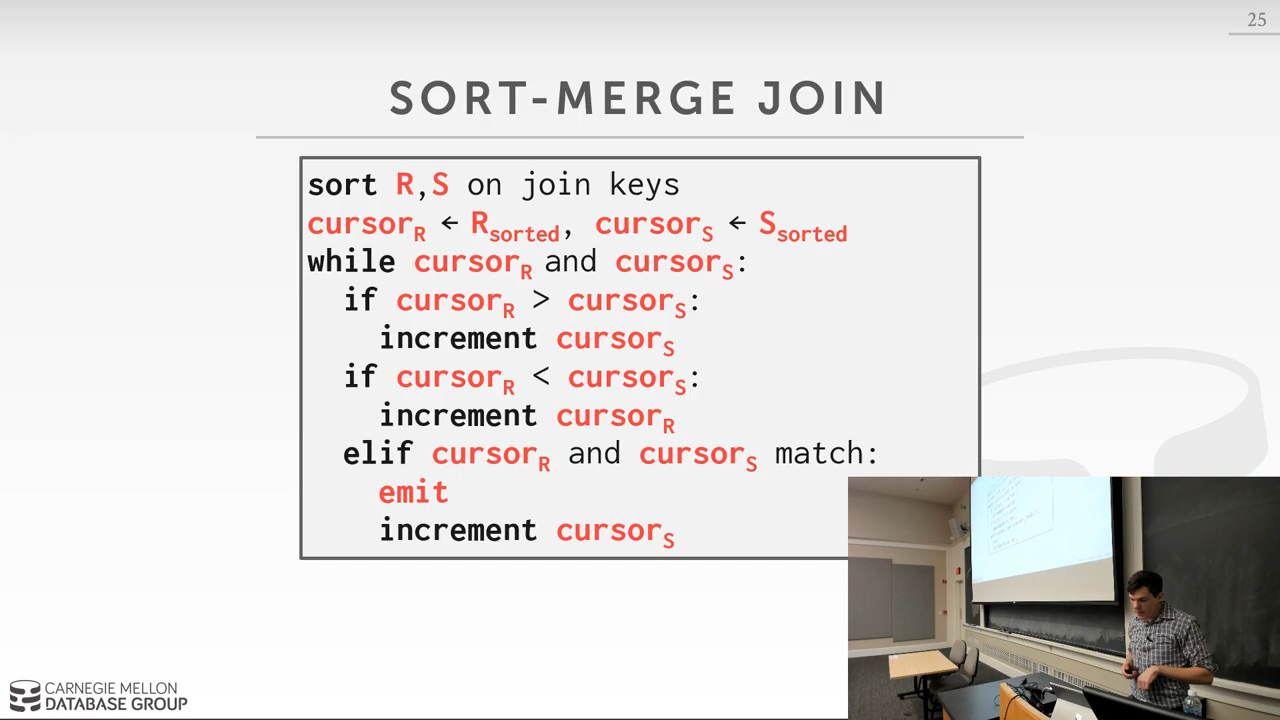 25
SORT-MERGE JOIN
sort R,S on join keys
cursorR ← Rsorted, cursorS ← Ssorted
while cursorR and cursorS:
if cursorR > cursorS:
increment cursorS
if cursorR < cursorS:
increment cursorR
elif cursorR and cursorS match:
emit
increment cursorS
CARNEGIE MELLON
DATABASE GROUP